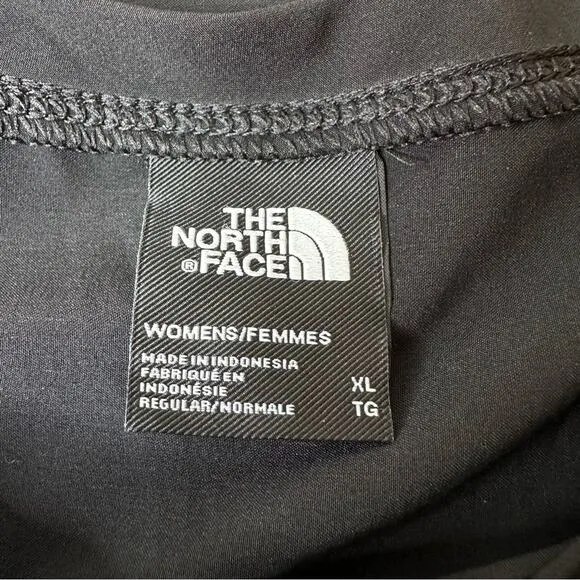 THE
NORTH
® FACE
WOMENS/FEMMES
MADE IN INDONESIA
FABRIQUÉ EN
INDONÉSIE XL
REGULAR/NORMALE TG